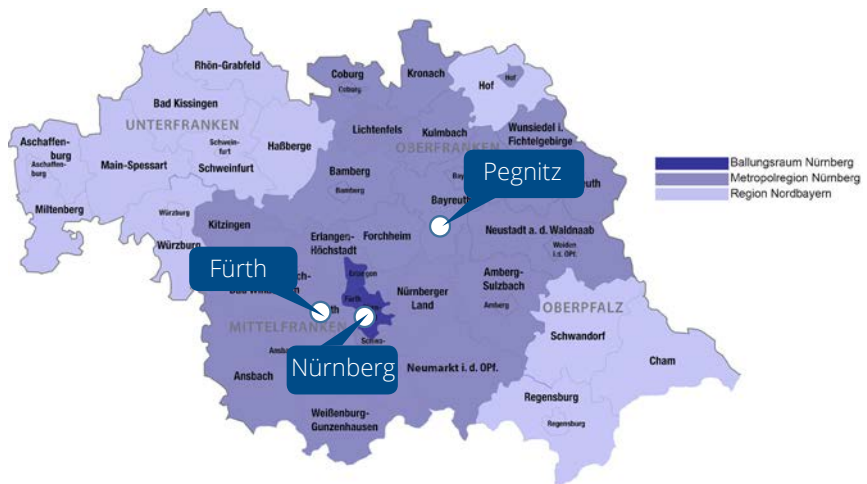 Rhön-Grabfeld
Coburg
Coburg
Kronach
Hof
Hof
Bad Kissingen
UNTERFRANKEN
Aschaffen-
burg
Aschaffen-
burg
Main-Spessart
Schwein-
furt
Schweinfurt
Haßberge
Lichtenfels
Kulmbach
OBERFRANKEN
Wunsiedel i.
Fichtelgebirge
Miltenberg
Würzburg
Würzburg
Kitzingen
Bamberg
Bamberg
Bayreuth
Pegnitz
Erlangen-
Höchstadt
Forchheim
Neustadt a. d. Waldnaab
Weiden
i.d. OPf.
Fürth
Erlangen
Fürth
Nürnberger
Land
Amberg-
Sulzbach
Amberg
MITTELFRANKEN
OBERPFALZ
Schwandorf
Cham
Nürnberg
Ansbach
Neumarkt i. d. OPf.
Regensburg
Regensburg
Weißenburg-
Gunzenhausen
Ballungsraum Nürnberg
Metropolregion Nürnberg
Region Nordbayern